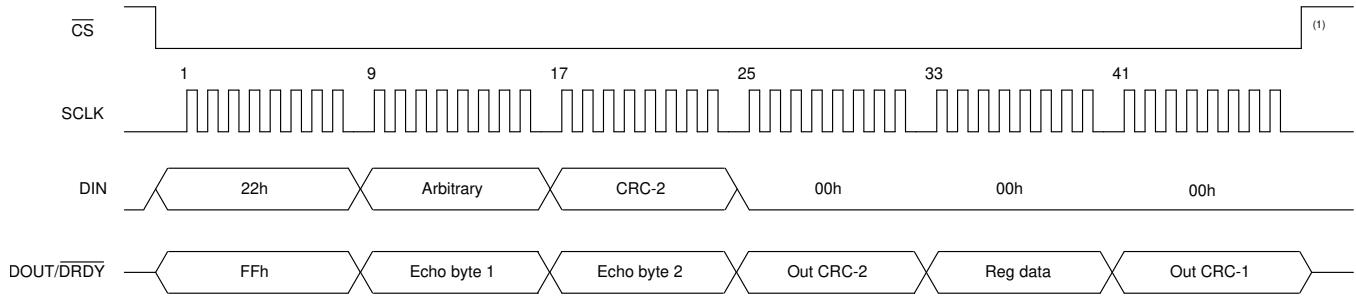 CS
(1)
1 9 17 25 33 41
SCLK
DIN 22h Arbitrary CRC-2 00h 00h 00h
DOUT/DRDY FFh Echo byte 1 Echo byte 2 Out CRC-2 Reg data Out CRC-1